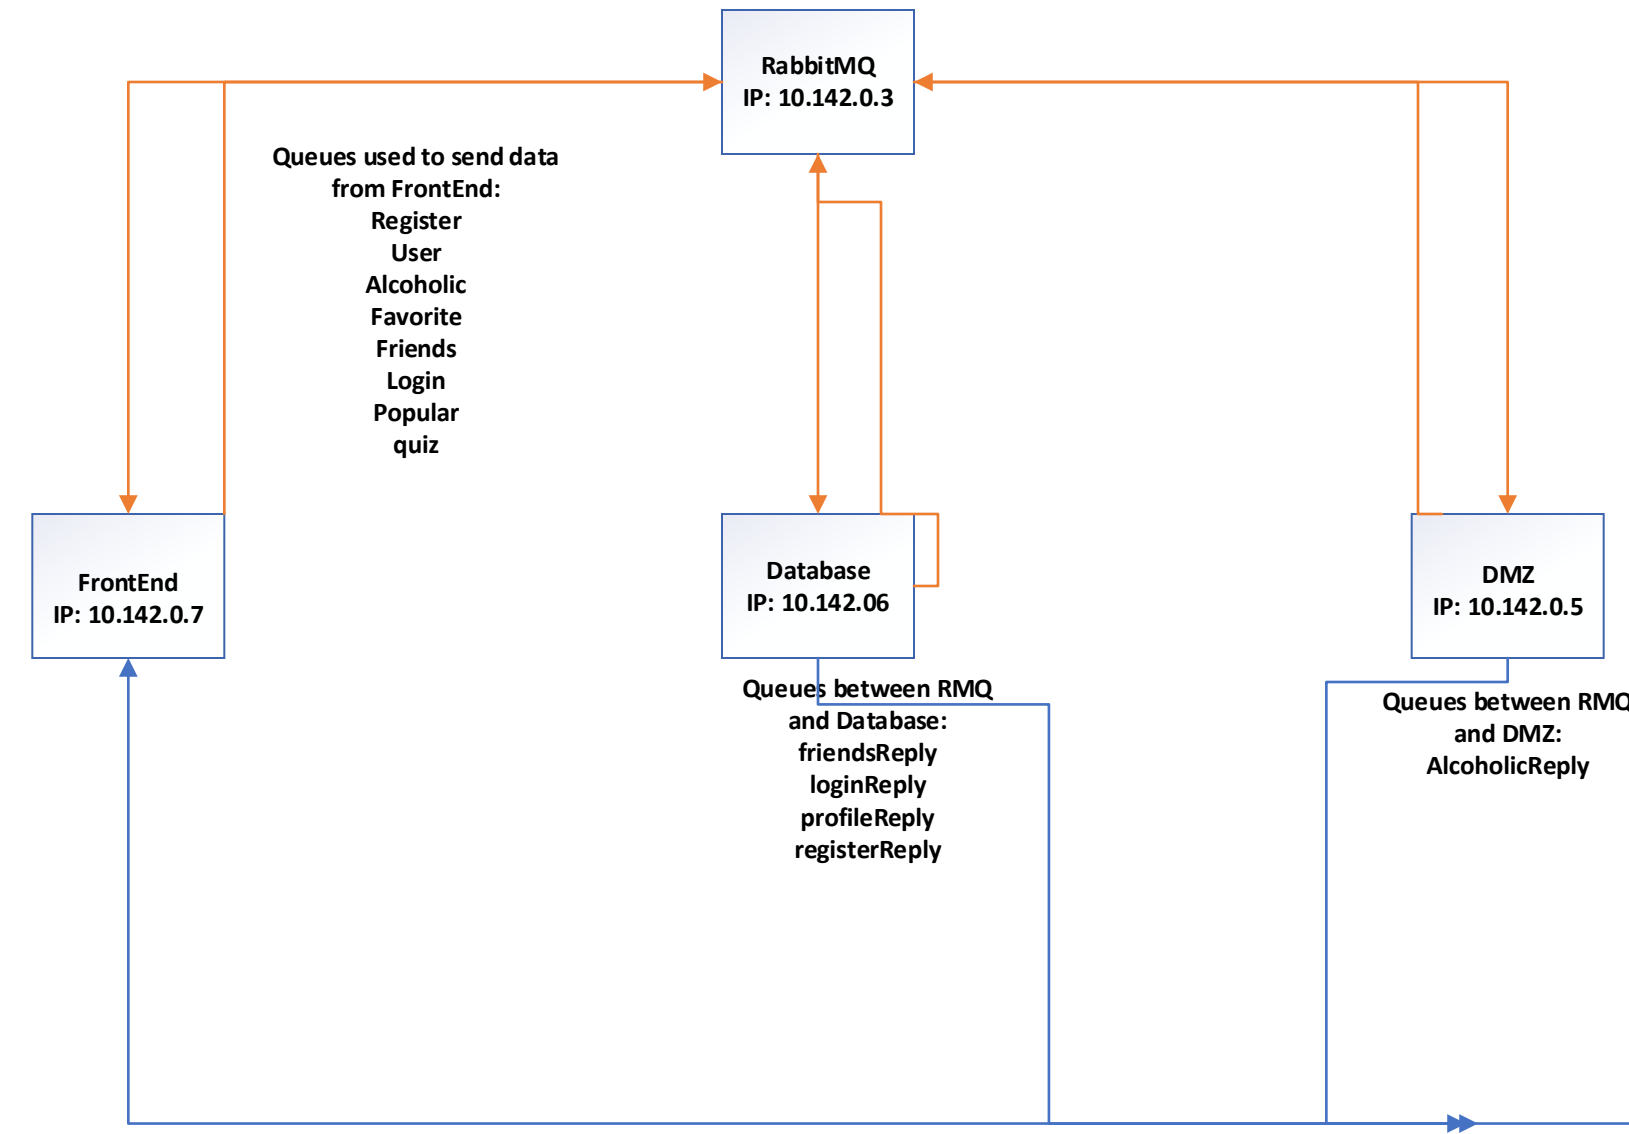 RabbitMQ
IP: 10.142.0.3
Queues used to send data
from FrontEnd:
Register
User
Alcoholic
Favorite
Friends
Login
Popular
quiz
FrontEnd
IP: 10.142.0.7
Database
IP: 10.142.06
DMZ
IP: 10.142.0.5
Queues between RMQ
and Database:
friendsReply
loginReply
profileReply
registerReply
Queues between RMQ
and DMZ:
AlcoholicReply